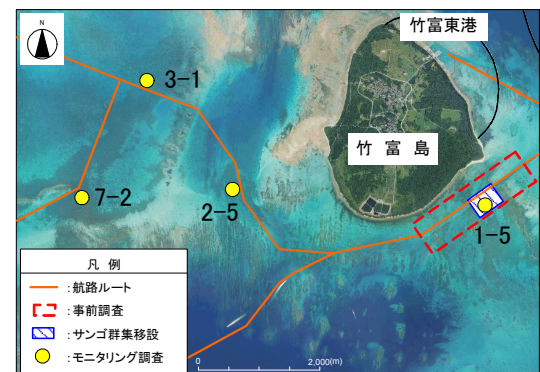 N
竹富東港
3-1
竹 富 島
7-2
2-5
1-5
凡 例
:航路ルート
:事前調査
:サンゴ群集移設
:モニタリング調査
0 2,000(m)